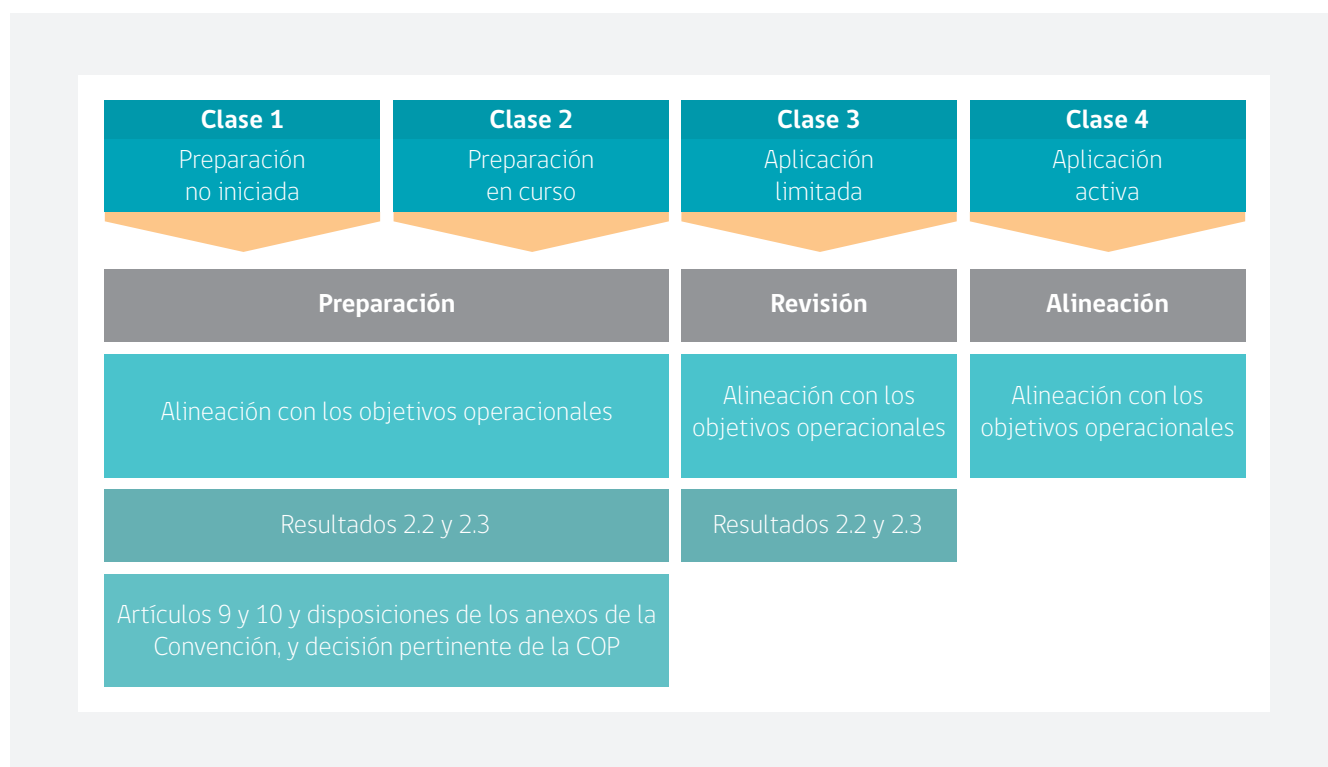 Clase 1
Preparación
no iniciada
Clase 2
Preparación
en curso
Clase 3
Aplicación
limitada
Clase 4
Aplicación
activa
Preparación
Revisión
Alineación
Alineación con los objetivos operacionales
Alineación con los
objetivos operacionales
Alineación con los
objetivos operacionales
Resultados 2.2 y 2.3
Resultados 2.2 y 2.3
Artículos 9 y 10 y disposiciones de los anexos de la
Convención, y decisión pertinente de la COP